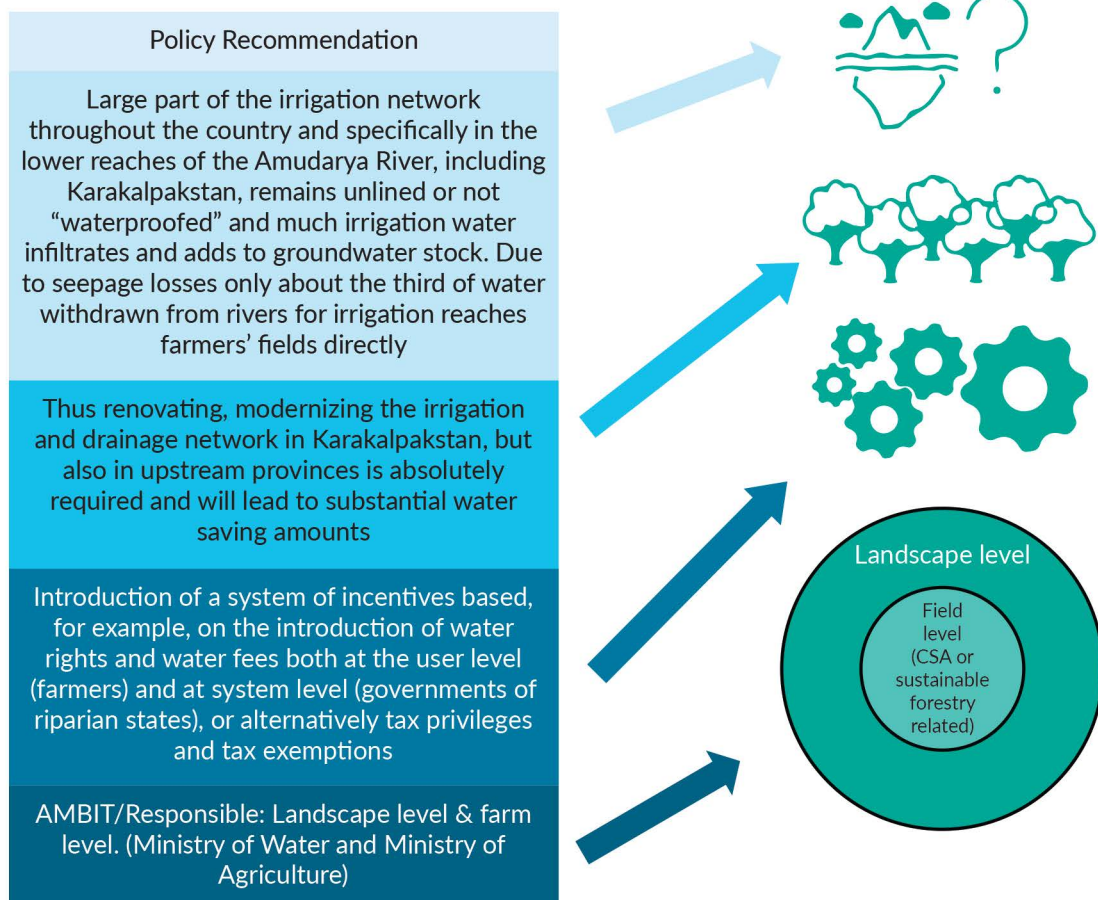 Policy Recommendation
Large part of the irrigation network
throughout the country and specifically in the
lower reaches of the Amudarya River, including
Karakalpakstan, remains unlined or not
“waterproofed” and much irrigation water
infiltrates and adds to groundwater stock. Due
to seepage losses only about the third of water
withdrawn from rivers for irrigation reaches
farmers’ fields directly
Thus renovating, modernizing the irrigation
and drainage network in Karakalpakstan, but
also in upstream provinces is absolutely
required and will lead to substantial water
saving amounts
Introduction of a system of incentives based,
for example, on the introduction of water
rights and water fees both at the user level
(farmers) and at system level (governments of
riparian states), or alternatively tax privileges
and tax exemptions
AMBIT/Responsible: Landscape level & farm
level. (Ministry of Water and Ministry of
Agriculture)
?
Landscape level
Field
level
(CSA or
sustainable
forestry
related)